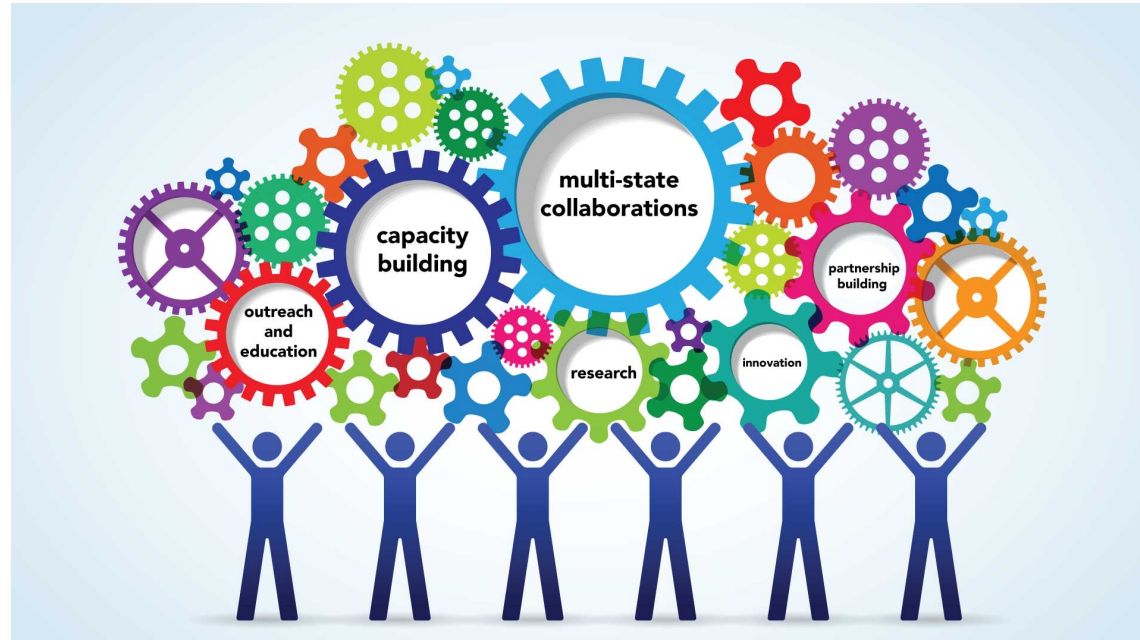 multi-state
collaborations
capacity
building
partnership
building
outreach
and
education
research
innovation